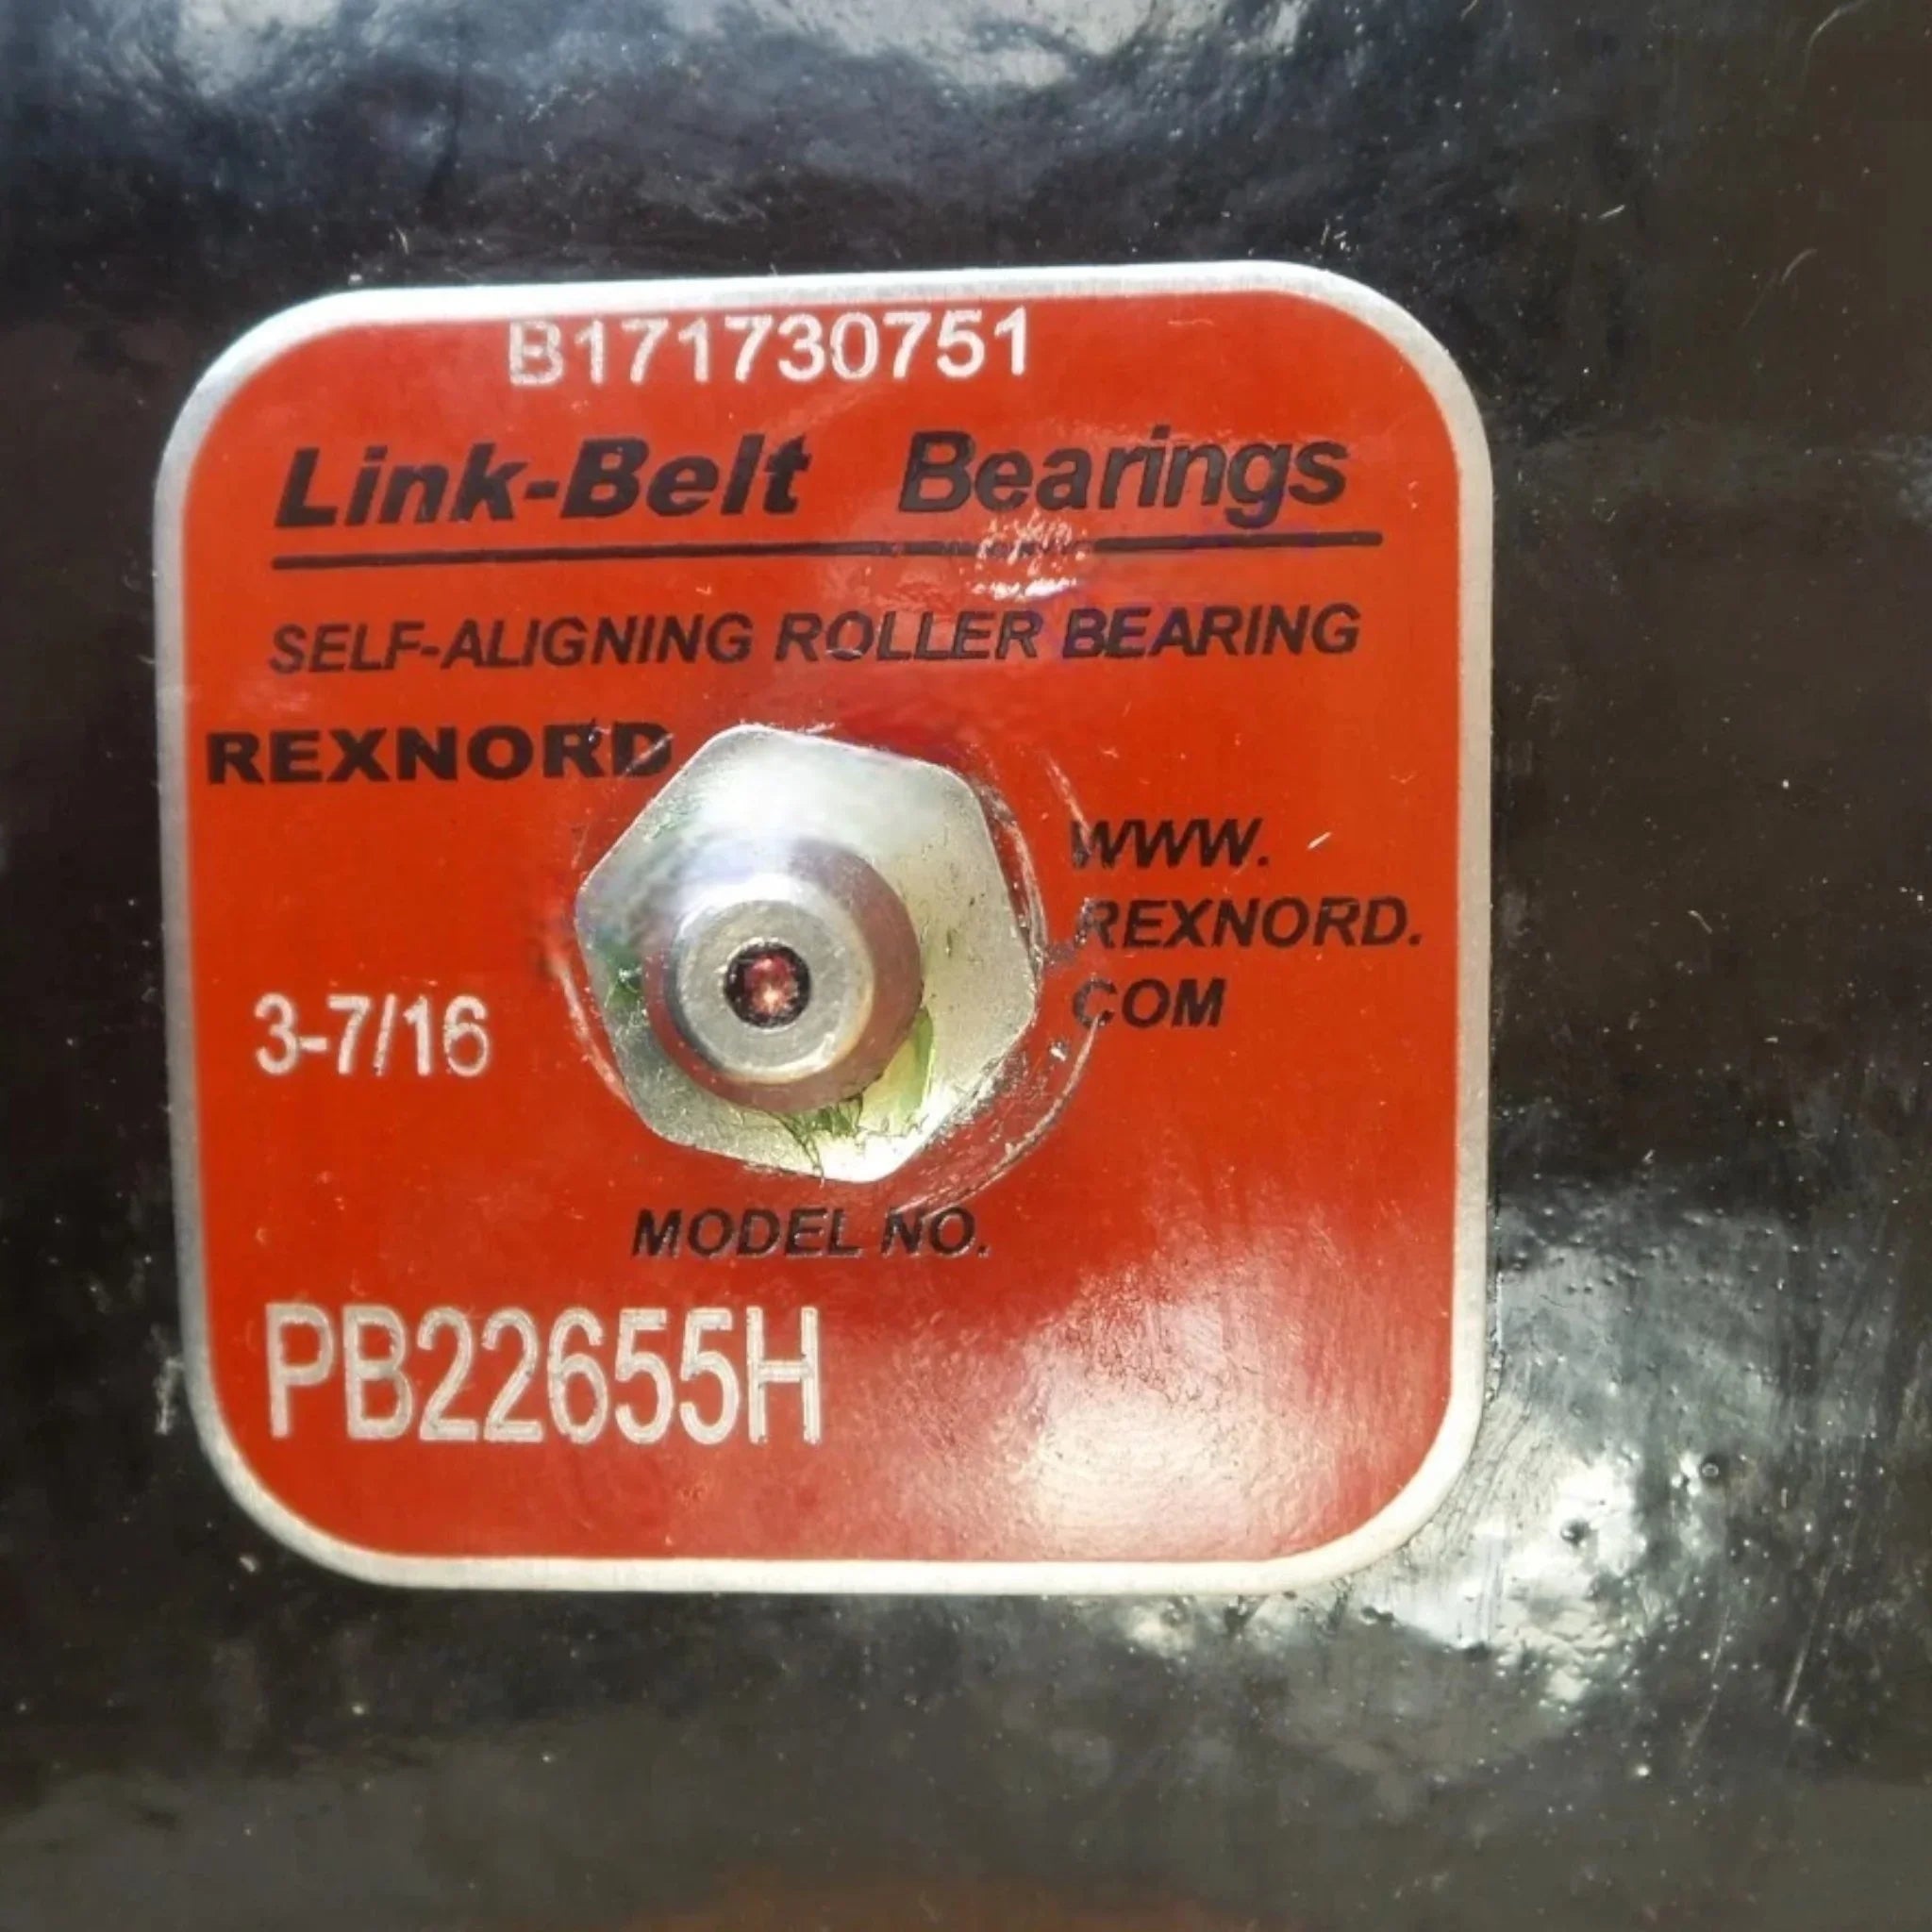 B171730751
Link-Belt Bearings
SELF-ALIGNING ROLLER BEARING
REXNORD
WWW.
REXNORD.
COM
3-7/16
MODEL NO.
PB22655H